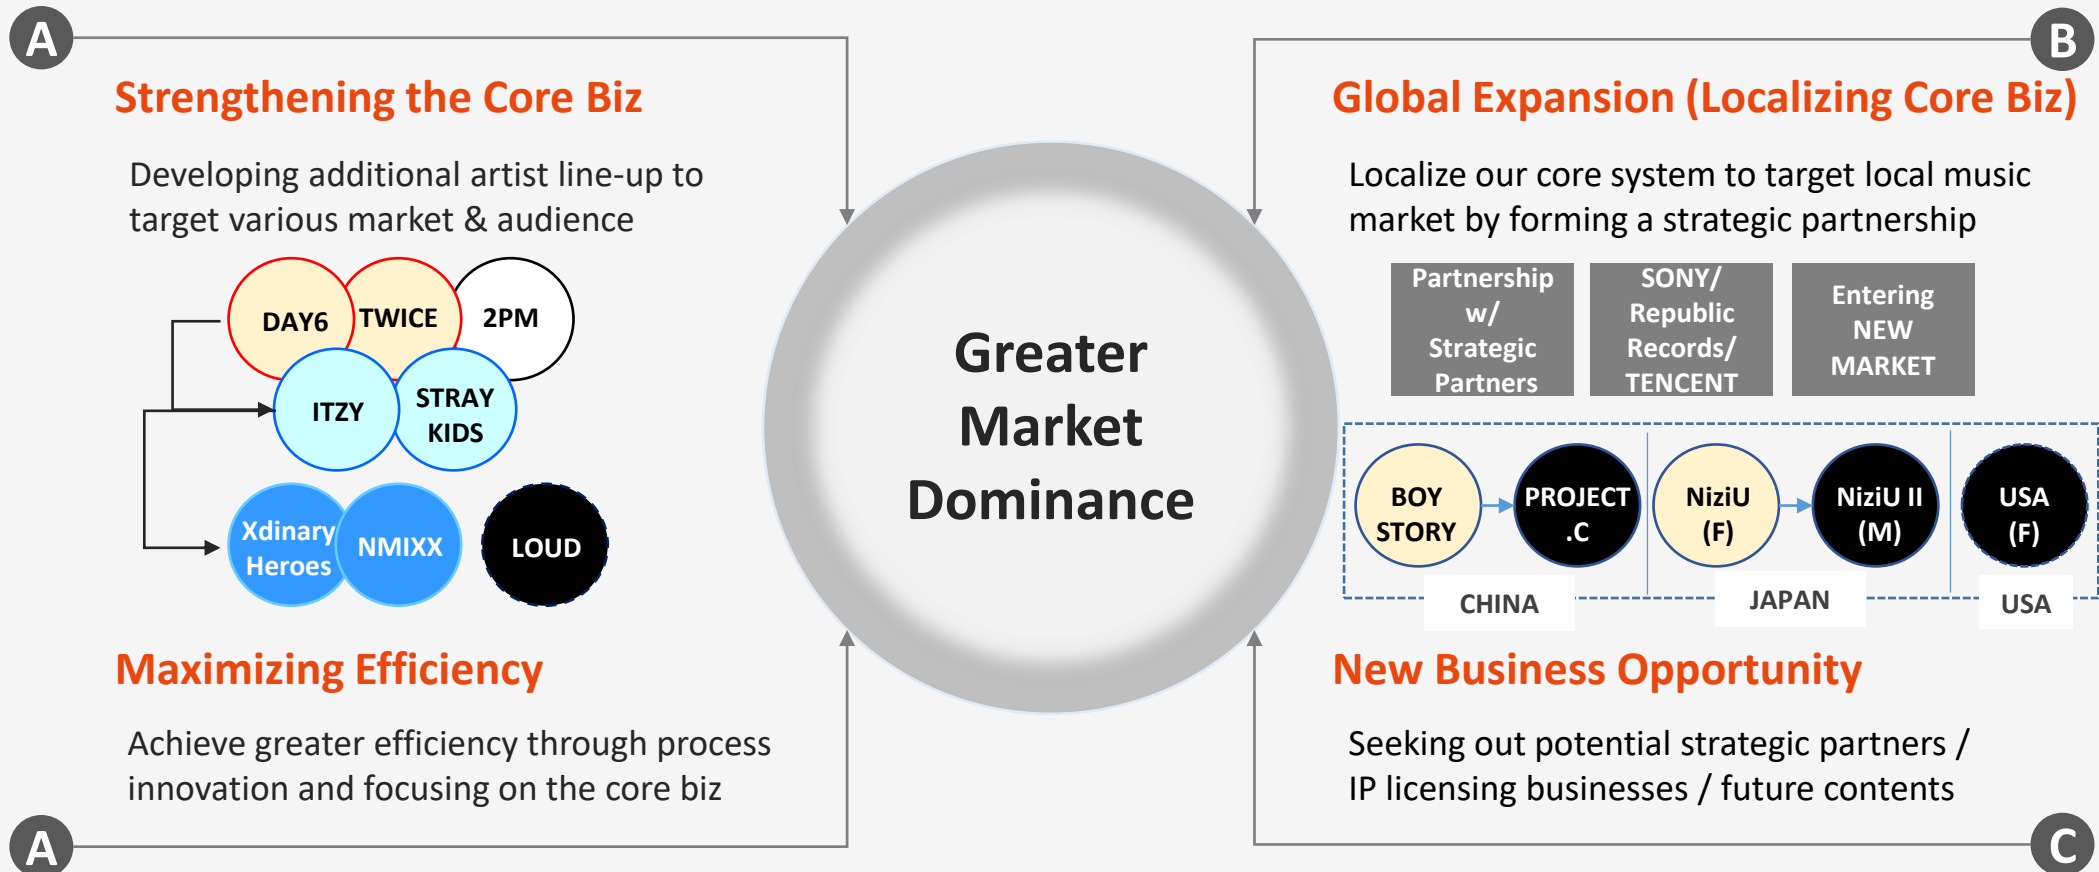 A
Strengthening the Core Biz
Developing additional artist line-up to
target various market & audience
DAY6
TWICE
2PM
ITZY
STRAY
KIDS
Xdinary
Heroes
NMIXX
LOUD
Maximizing Efficiency
Achieve greater efficiency through process
innovation and focusing on the core biz
A
Greater
Market
Dominance
B
Global Expansion (Localizing Core Biz)
Localize our core system to target local music
market by forming a strategic partnership
Partnership
w/
Strategic
Partners
SONY/
Republic
Records/
TENCENT
Entering
NEW
MARKET
BOY
STORY
PROJECT
.C
NiziU
(F)
NiziU II
(M)
USA
(F)
CHINA
JAPAN
USA
New Business Opportunity
Seeking out potential strategic partners /
IP licensing businesses / future contents
C